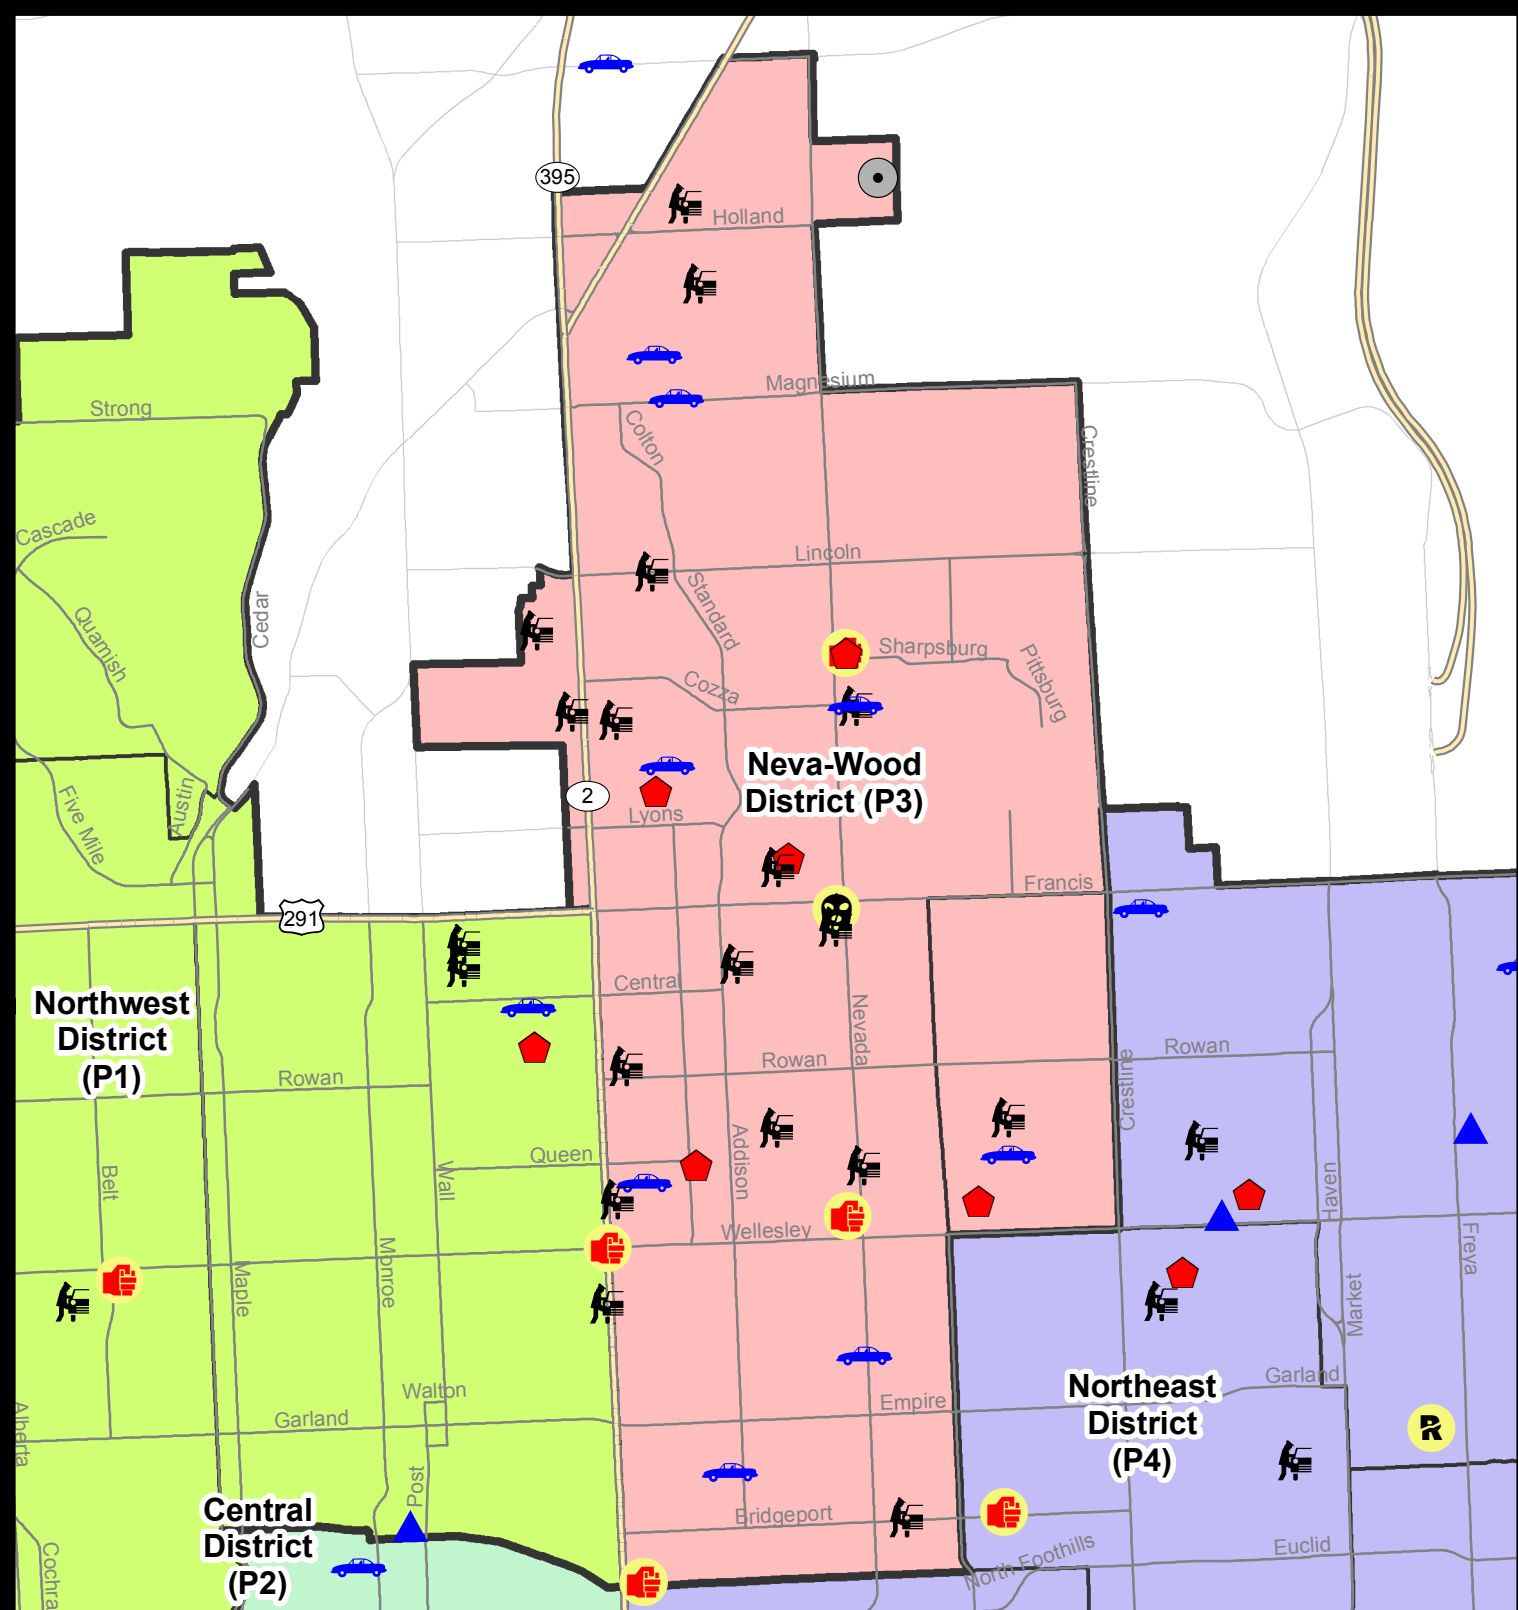 395
Holland
Magnesium
Colton
Crestline
Strong
Cascade
Quamish
Cedar
Lincoln
Standard
Sharpsburg
Pittsburg
Cozza
Neva-Wood
District (P3)
2
Lyons
Five Mile
Austin
Francis
291
Northwest
District
(P1)
Central
Nevada
Rowan
Rowan
Rowan
Crestline
Queen
Addison
Belt
Wall
Haven
Wellesley
Freya
Maple
Monroe
Market
Walton
Garland
Garland
Empire
Northeast
District
(P4)
R
Alberta
Post
Bridgeport
Central
District
(P2)
Cochra
North Foothills
Euclid